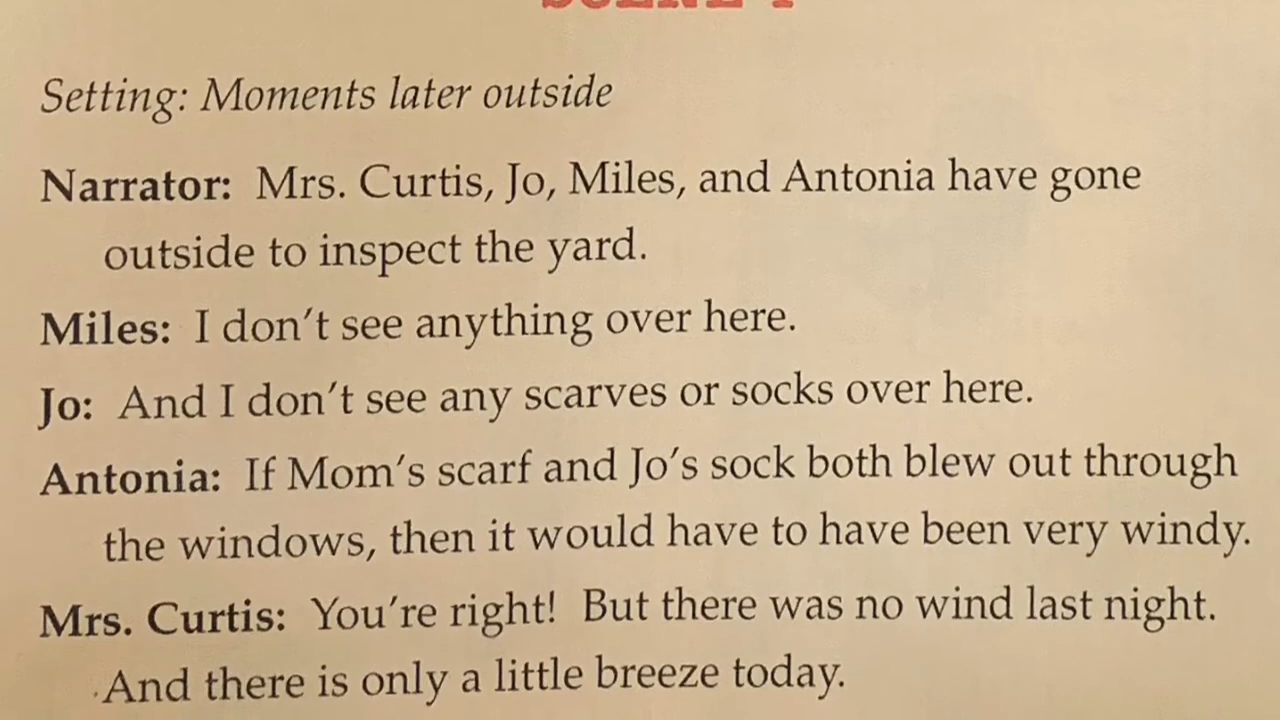 Setting: Moments later outside
Narrator: Mrs. Curtis, Jo, Miles, and Antonia have gone
outside to inspect the yard.
Miles: I don't see anything over here.
Jo: And I don't see any scarves or socks over here.
Antonia: If Mom's scarf and Jo's sock both blew out through
the windows, then it would have to have been very windy.
Mrs. Curtis: You're right! But there was no wind last night.
And there is only a little breeze today.